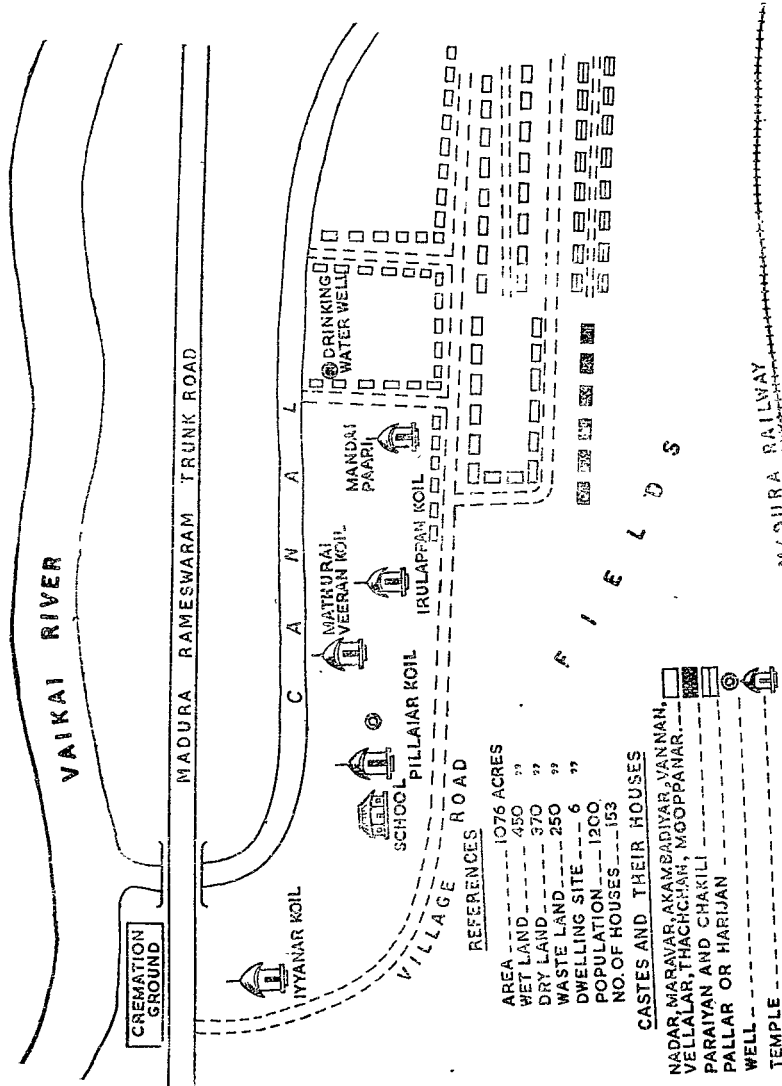 VAIKAI RIVER
CREMATION
GROUND
MADURA RAMESWARAM TRUNK ROAD
CANAL
IYYANAR KOIL
SCHOOL
PILLAIAR KOIL
MATHURAI
VEERAN KOIL
IRULAPPAN KOIL
MANDAI
PAARI
DRINKING
WATER WELL
VILLAGE ROAD
FIELDS
MADURA RAILWAY
REFERENCES
AREA 1076 ACRES
WET LAND 450 "
DRY LAND 370 "
WASTE LAND 250 "
DWELLING SITE 6 "
POPULATION 1200
NO. OF HOUSES 153
CASTES AND THEIR HOUSES
NADAR, MARAVAR, AKAMBADIYAR, VANNAN,
VELLALAR, THACHCHAN, MOOPPANAR
PARAIYAN AND CHAKILI
PALLAR OR HARIJAN
WELL
TEMPLE